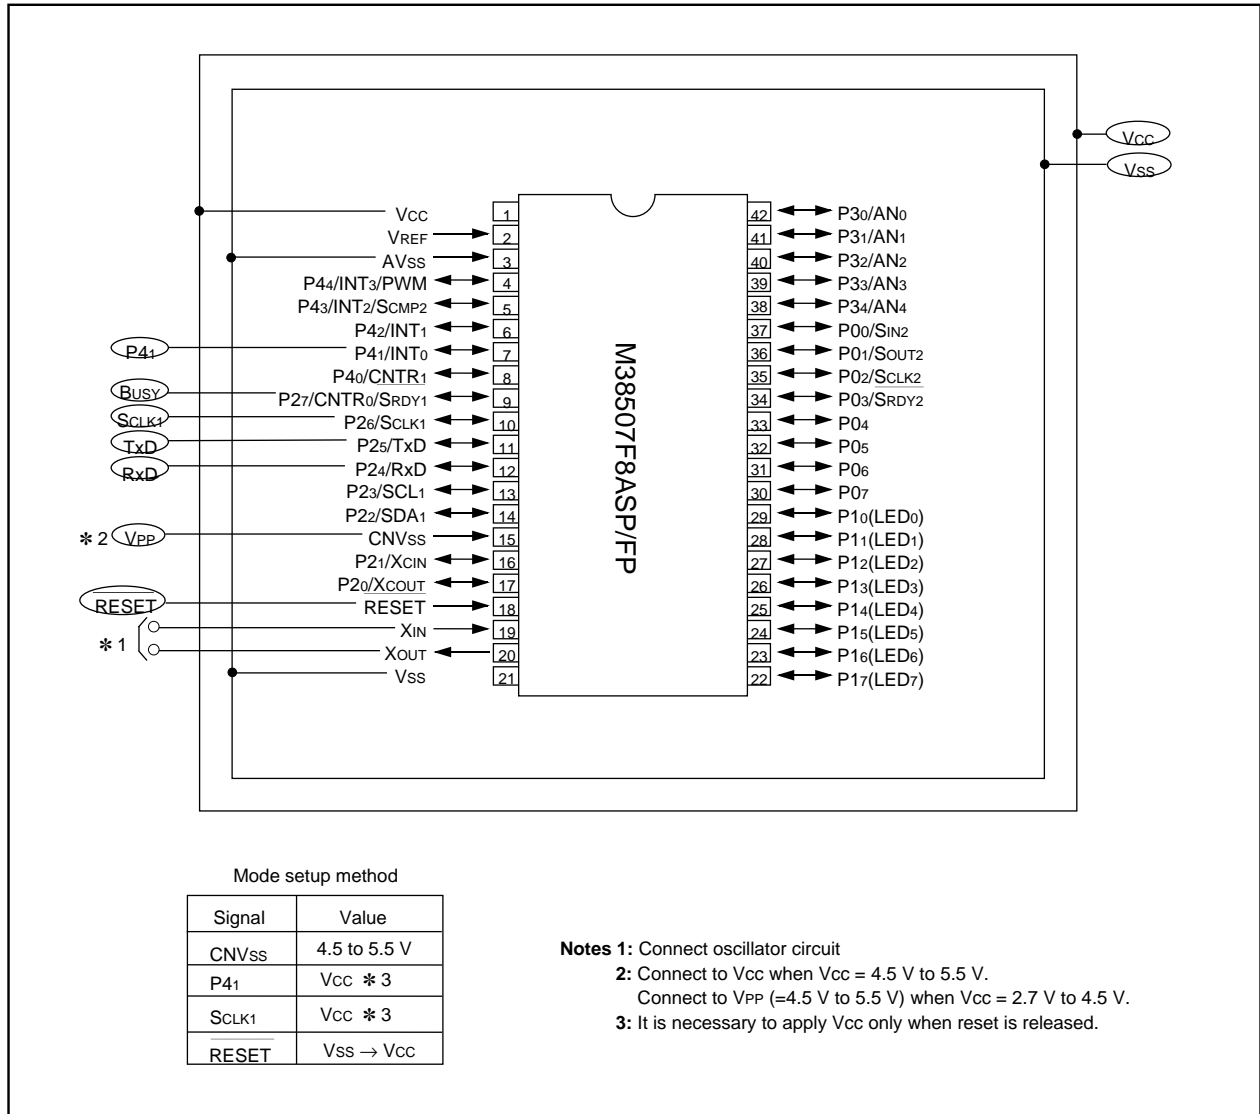 VCC
VSS
VCC 1
VREF 2
AVSS 3
P44/INT3/PWM 4
P43/INT2/SCMP2 5
P42/INT1 6
P41 P41/INT0 7
P40/CNTR1 8
BUSY P27/CNTR0/SRDY1 9
SCLK1 P26/SCLK1 10
TxD P25/TxD 11
RxD P24/RxD 12
P23/SCL1 13
P22/SDA1 14
✻ 2 VPP CNVSS 15
P21/XCIN 16
P20/XCOUT 17
RESET RESET 18
✻ 1 XIN 19
XOUT 20
VSS 21
M38507F8ASP/FP
42 P30/AN0
41 P31/AN1
40 P32/AN2
39 P33/AN3
38 P34/AN4
37 P00/SIN2
36 P01/SOUT2
35 P02/SCLK2
34 P03/SRDY2
33 P04
32 P05
31 P06
30 P07
29 P10(LED0)
28 P11(LED1)
27 P12(LED2)
26 P13(LED3)
25 P14(LED4)
24 P15(LED5)
23 P16(LED6)
22 P17(LED7)
Mode setup method
Signal Value
CNVSS 4.5 to 5.5 V
P41 VCC ✻ 3
SCLK1 VCC ✻ 3
RESET VSS → VCC
Notes 1: Connect oscillator circuit
2: Connect to Vcc when Vcc = 4.5 V to 5.5 V.
Connect to VPP (=4.5 V to 5.5 V) when Vcc = 2.7 V to 4.5 V.
3: It is necessary to apply Vcc only when reset is released.